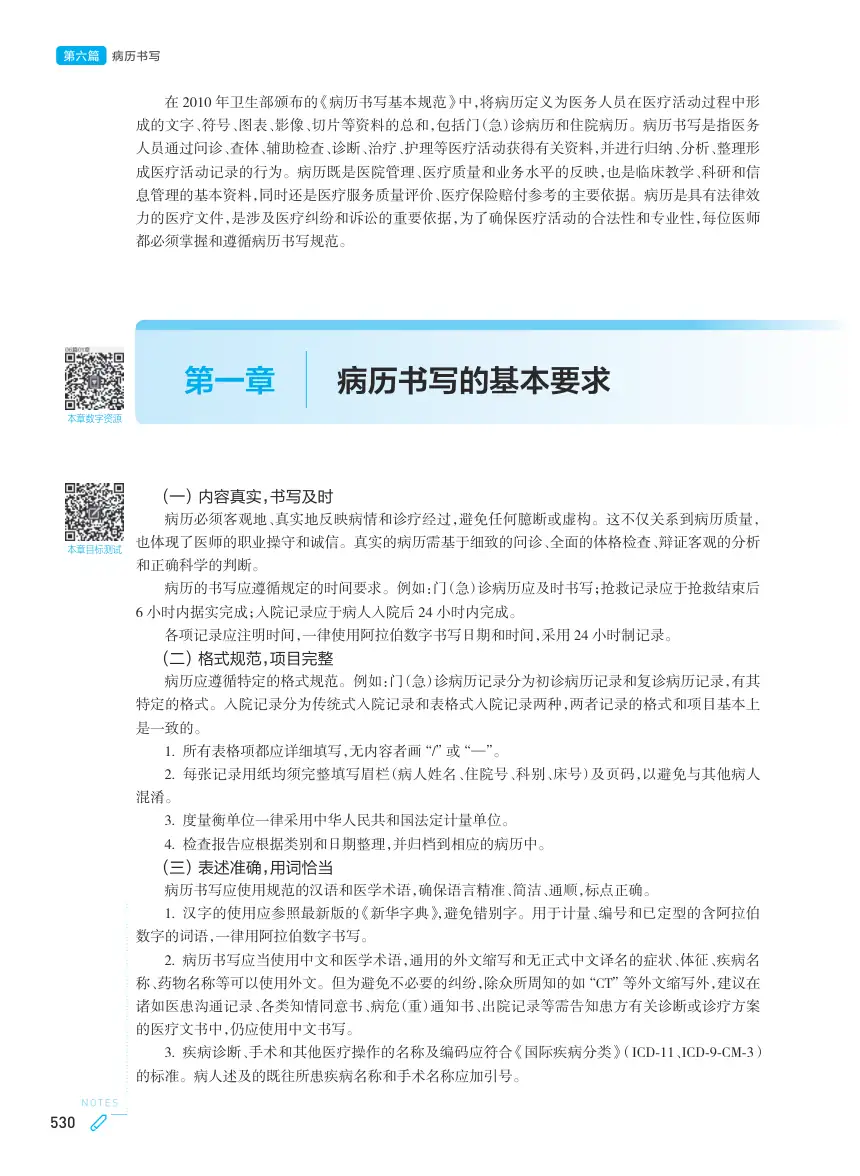 第六篇 病历书写
在 2010 年卫生部颁布的《病历书写基本规范》中,将病历定义为医务人员在医疗活动过程中形
成的文字、符号、图表、影像、切片等资料的总和,包括门(急)诊病历和住院病历。病历书写是指医务
人员通过问诊、查体、辅助检查、诊断、治疗、护理等医疗活动获得有关资料,并进行归纳、分析、整理形
成医疗活动记录的行为。病历既是医院管理、医疗质量和业务水平的反映,也是临床教学、科研和信
息管理的基本资料,同时还是医疗服务质量评价、医疗保险赔付参考的主要依据。病历是具有法律效
力的医疗文件,是涉及医疗纠纷和诉讼的重要依据,为了确保医疗活动的合法性和专业性,每位医师
都必须掌握和遵循病历书写规范。
本章数字资源
第一章 病历书写的基本要求
本章目标测试
(一) 内容真实,书写及时
病历必须客观地、真实地反映病情和诊疗经过,避免任何臆断或虚构。这不仅关系到病历质量,
也体现了医师的职业操守和诚信。真实的病历需基于细致的问诊、全面的体格检查、辩证客观的分析
和正确科学的判断。
病历的书写应遵循规定的时间要求。例如:门(急)诊病历应及时书写;抢救记录应于抢救结束后
6 小时内据实完成;入院记录应于病人入院后 24 小时内完成。
各项记录应注明时间,一律使用阿拉伯数字书写日期和时间,采用 24 小时制记录。
(二) 格式规范,项目完整
病历应遵循特定的格式规范。例如:门(急)诊病历记录分为初诊病历记录和复诊病历记录,有其
特定的格式。入院记录分为传统式入院记录和表格式入院记录两种,两者记录的格式和项目基本上
是一致的。
1. 所有表格项都应详细填写,无内容者画 “/” 或 “—”。
2. 每张记录用纸均须完整填写眉栏(病人姓名、住院号、科别、床号)及页码,以避免与其他病人
混淆。
3. 度量衡单位一律采用中华人民共和国法定计量单位。
4. 检查报告应根据类别和日期整理,并归档到相应的病历中。
(三) 表述准确,用词恰当
病历书写应使用规范的汉语和医学术语,确保语言精准、简洁、通顺,标点正确。
1. 汉字的使用应参照最新版的《新华字典》,避免错别字。用于计量、编号和已定型的含阿拉伯
数字的词语,一律用阿拉伯数字书写。
2. 病历书写应当使用中文和医学术语,通用的外文缩写和无正式中文译名的症状、体征、疾病名
称、药物名称等可以使用外文。但为避免不必要的纠纷,除众所周知的如 “CT” 等外文缩写外,建议在
诸如医患沟通记录、各类知情同意书、病危(重)通知书、出院记录等需告知患方有关诊断或诊疗方案
的医疗文书中,仍应使用中文书写。
3. 疾病诊断、手术和其他医疗操作的名称及编码应符合《国际疾病分类》(ICD-11、ICD-9-CM-3)
的标准。病人述及的既往所患疾病名称和手术名称应加引号。
NOTES
530